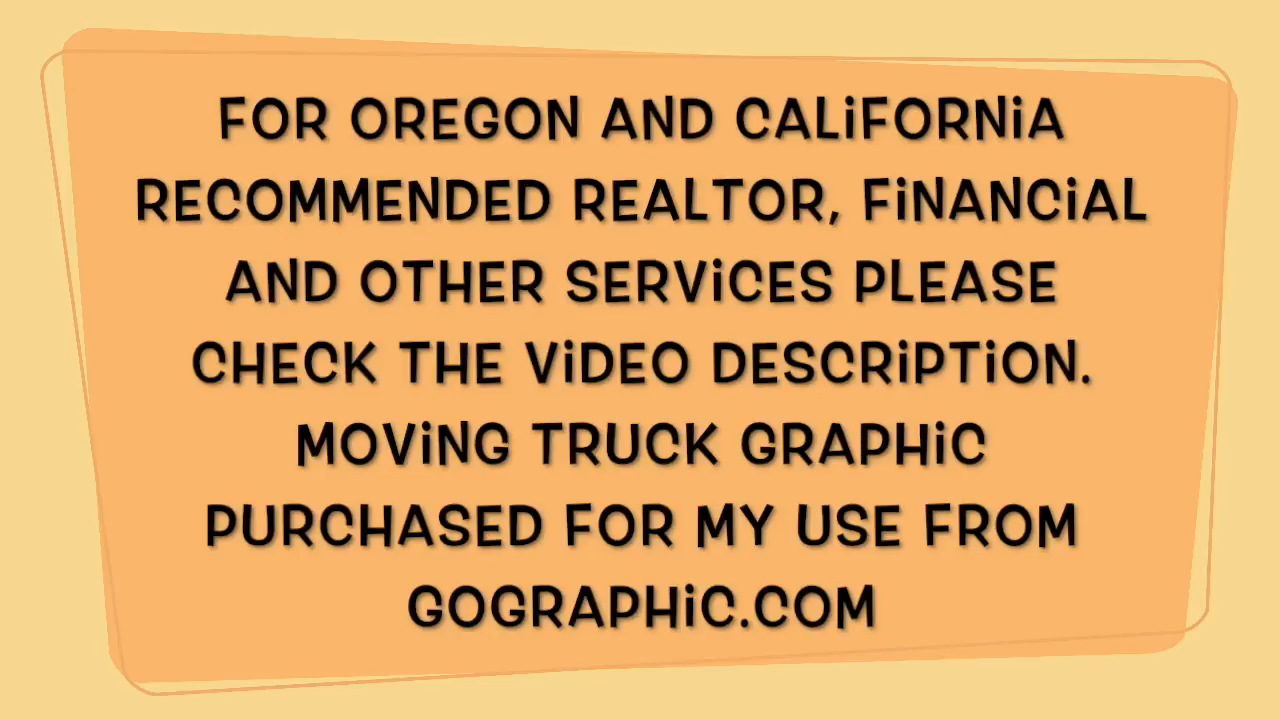 FOR OREGON AND CALiFORNiA
RECOMMENDED REALTOR, FiNANCiAL
AND OTHER SERViCES PLEASE
CHECK THE ViDEO DESCRiPTiON.
MOViNG TRUCK GRAPHiC
PURCHASED FOR MY USE FROM
GOGRAPHiC.COM